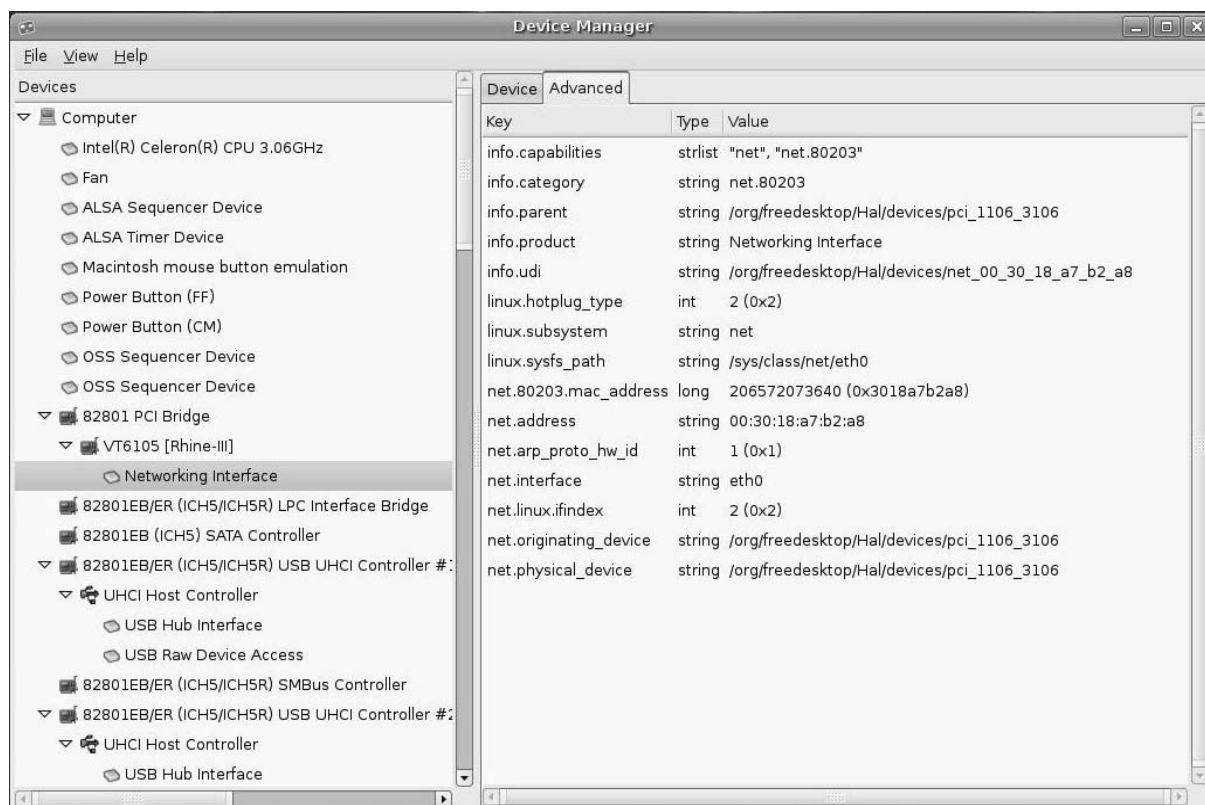 Device Manager
File View Help
Devices
Computer
Intel(R) Celeron(R) CPU 3.06GHz
Fan
ALSA Sequencer Device
ALSA Timer Device
Macintosh mouse button emulation
Power Button (FF)
Power Button (CM)
OSS Sequencer Device
OSS Sequencer Device
82801 PCI Bridge
VT6105 [Rhine-III]
Networking Interface
82801EB/ER (ICH5/ICH5R) LPC Interface Bridge
82801EB (ICH5) SATA Controller
82801EB/ER (ICH5/ICH5R) USB UHCI Controller
UHCI Host Controller
USB Hub Interface
USB Raw Device Access
82801EB/ER (ICH5/ICH5R) SMBus Controller
82801EB/ER (ICH5/ICH5R) USB UHCI Controller
UHCI Host Controller
USB Hub Interface
Device Advanced
Key Type Value
info.capabilities strlist "net", "net.80203"
info.category string net.80203
info.parent string /org/freedesktop/Hal/devices/pci_1106_3106
info.product string Networking Interface
info.udi string /org/freedesktop/Hal/devices/net_00_30_18_a7_b2_a8
linux.hotplug_type int 2 (0x2)
linux.subsystem string net
linux.sysfs_path string /sys/class/net/eth0
net.80203.mac_address long 206572073640 (0x3018a7b2a8)
net.address string 00:30:18:a7:b2:a8
net.arp_proto_hw_id int 1 (0x1)
net.interface string eth0
net.linux.ifindex int 2 (0x2)
net.originating_device string /org/freedesktop/Hal/devices/pci_1106_3106
net.physical_device string /org/freedesktop/Hal/devices/pci_1106_3106